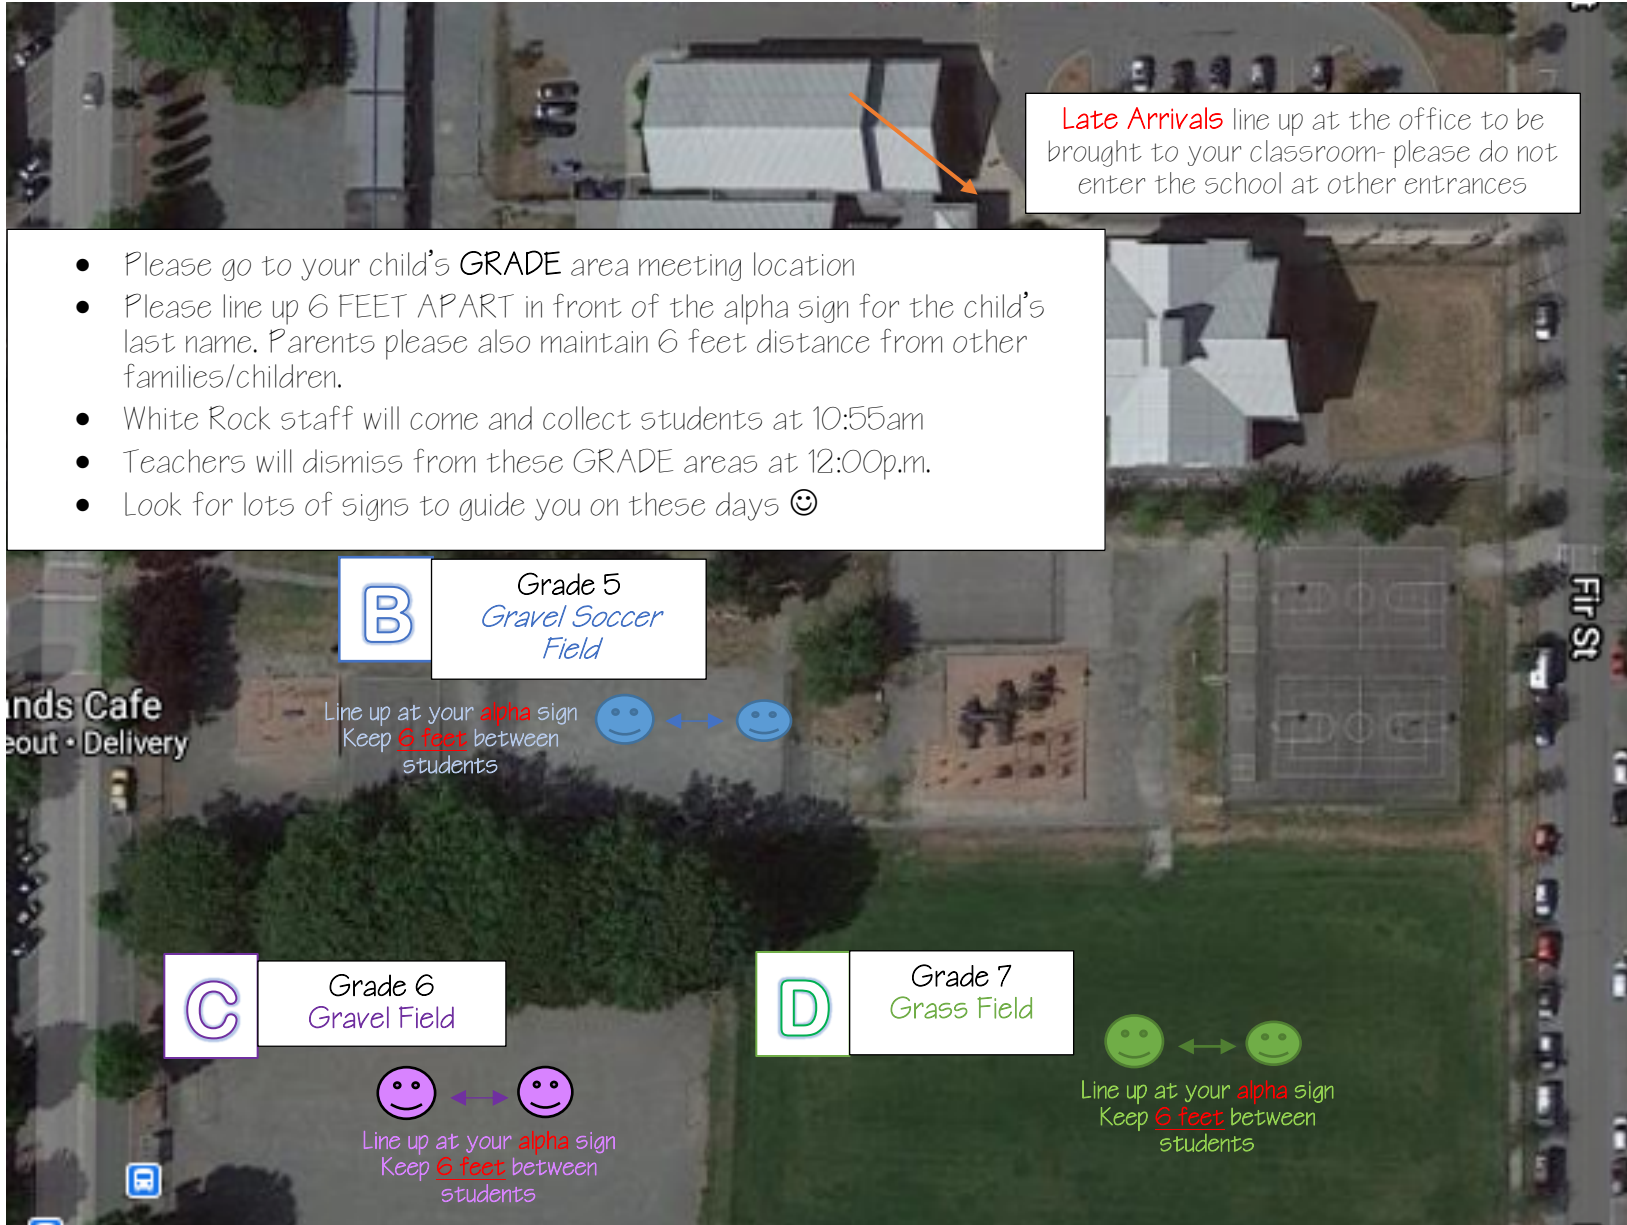 Late Arrivals line up at the office to be
brought to your classroom- please do not
enter the school at other entrances
• Please go to your child's GRADE area meeting location
• Please line up 6 FEET APART in front of the alpha sign for the child's
last name. Parents please also maintain 6 feet distance from other
families/children.
• White Rock staff will come and collect students at 10:55am
• Teachers will dismiss from these GRADE areas at 12:00p.m.
• Look for lots of signs to guide you on these days ☺
B
Grade 5
Gravel Soccer
Field
Fir St
nds Cafe
eout • Delivery
Line up at your alpha sign
Keep 6 feet between
students
C
Grade 6
Gravel Field
D
Grade 7
Grass Field
Line up at your alpha sign
Keep 6 feet between
students
Line up at your alpha sign
Keep 6 feet between
students